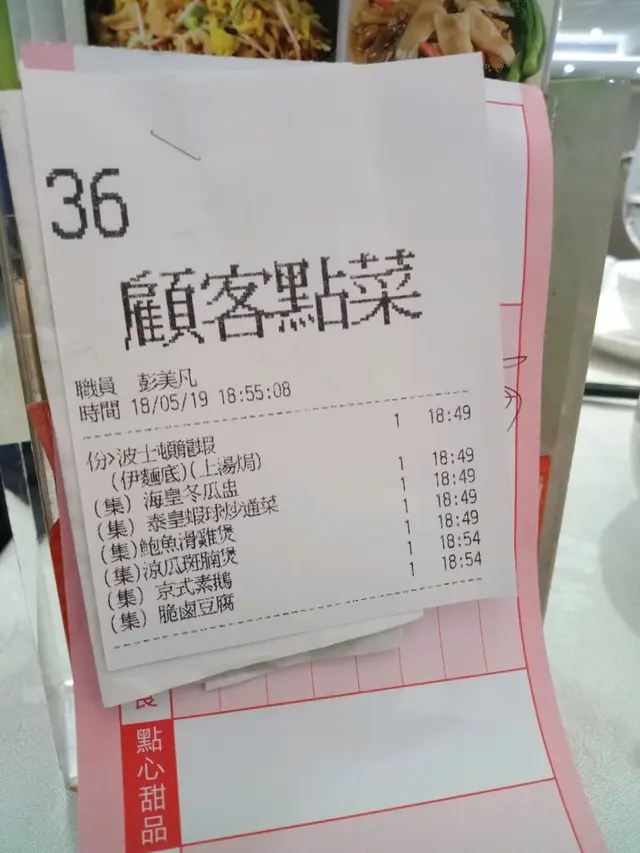 36
顧客點菜
職員 彭美凡
時間 18/05/19 18:55:08
份>波士頓龍蝦 1 18:49
(伊麵底)(上湯焗)
(集) 海皇冬瓜盅 1 18:49
(集) 泰皇蝦球炒通菜 1 18:49
(集)鮑魚滑雞煲 1 18:49
(集)涼瓜斑腩煲 1 18:49
(集) 京式素鵝 1 18:54
(集) 脆鹵豆腐 1 18:54
食
點心甜品